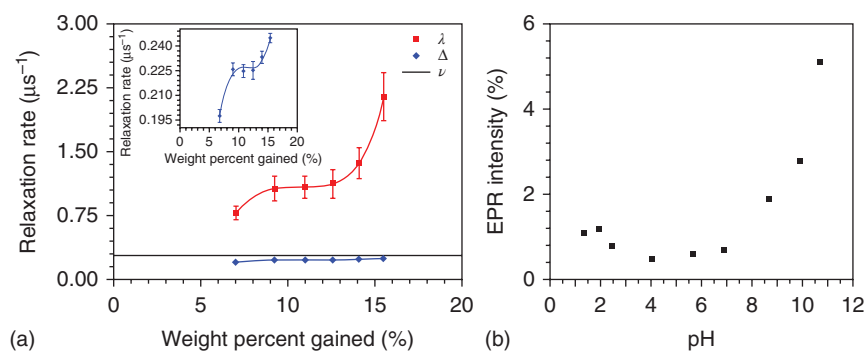 3.00
2.25
1.50
0.75
0.00
Relaxation rate (μs⁻¹)
0 5 10 15 20
Weight percent gained (%)
(a)
0.240
0.225
0.210
0.195
Relaxation rate (μs⁻¹)
0 5 10 15 20
Weight percent gained (%)
λ
Δ
ν
6
4
2
0
EPR intensity (%)
0 2 4 6 8 10 12
pH
(b)